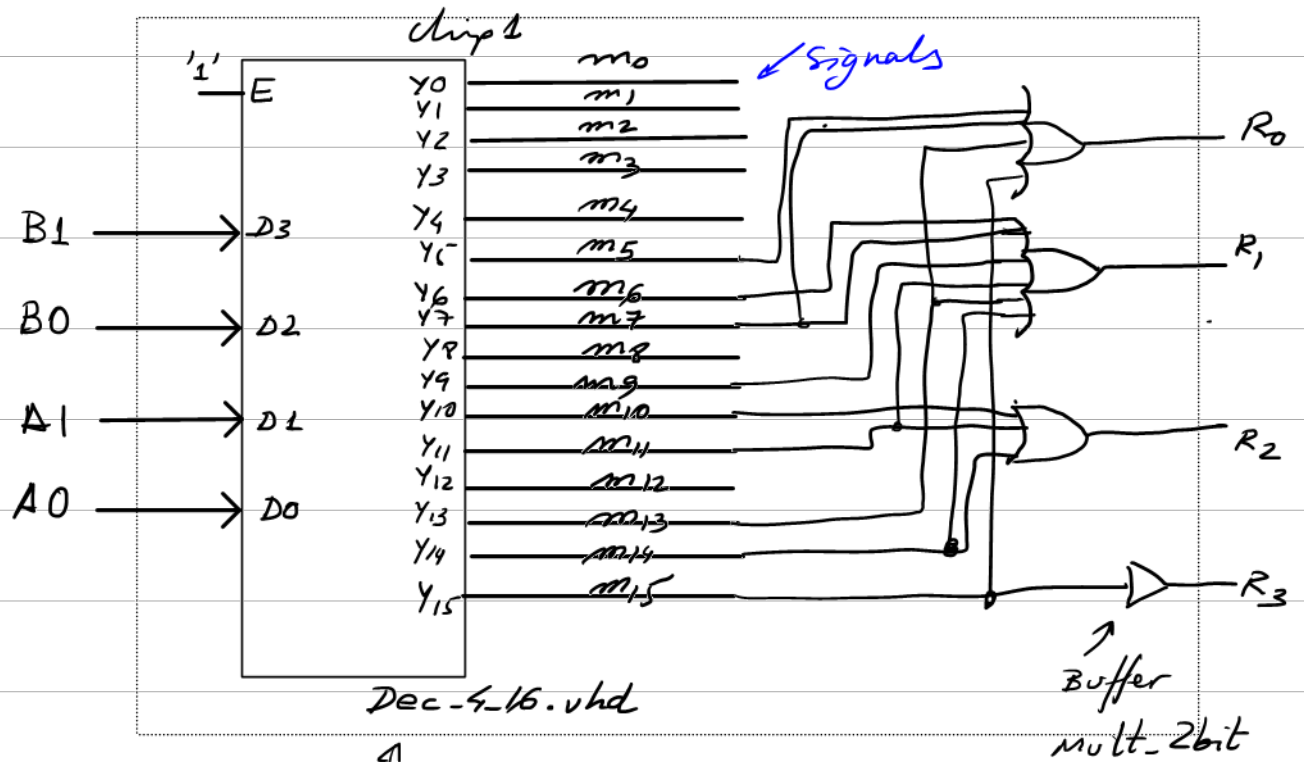 chip1
signals
'1'
E
B1
D3
B0
D2
A1
D1
A0
D0
Y0
m0
Y1
m1
Y2
m2
Y3
m3
Y4
m4
Y5
m5
Y6
m6
Y7
m7
Y8
m8
Y9
m9
Y10
m10
Y11
m11
Y12
m12
Y13
m13
Y14
m14
Y15
m15
R0
R1
R2
R3
Buffer
Dec_4_16.vhd
Mult_2bit